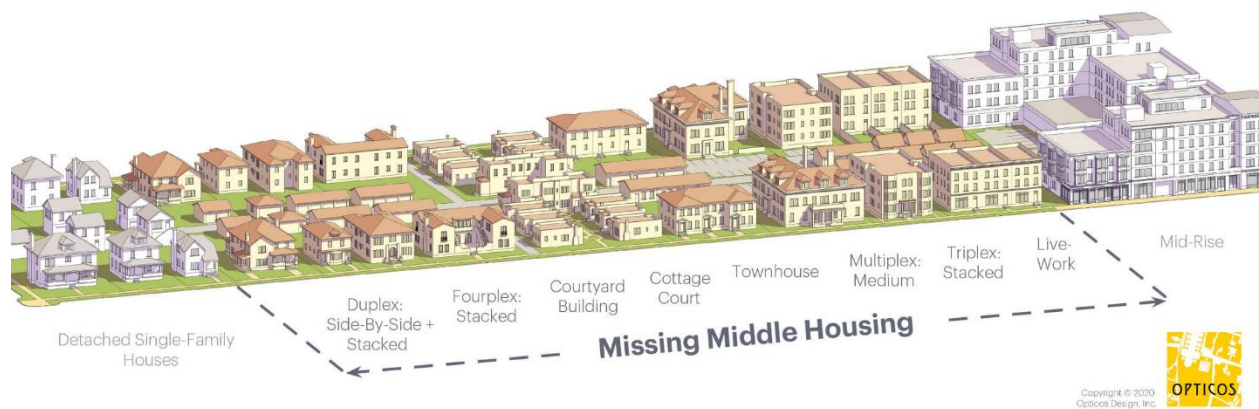 Detached Single-Family
Houses
Duplex:
Side-By-Side +
Stacked
Fourplex:
Stacked
Courtyard
Building
Cottage
Court
Townhouse
Multiplex:
Medium
Triplex:
Stacked
Live-
Work
Mid-Rise
Missing Middle Housing
Copyright © 2020
Opticos Design, Inc.
OPTICOS